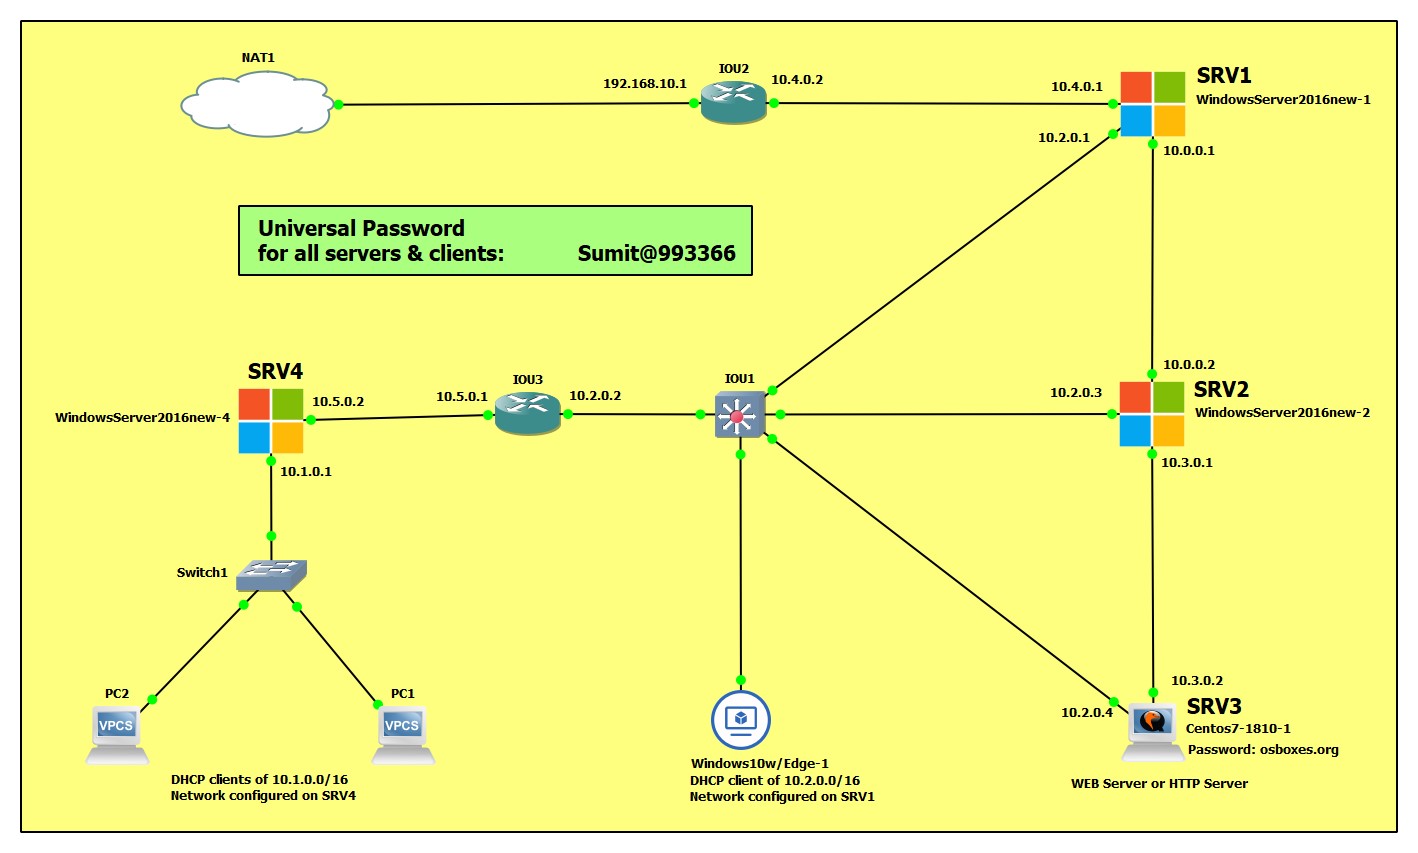 NAT1
192.168.10.1
IOU2
10.4.0.2
10.4.0.1
SRV1
WindowsServer2016new-1
10.2.0.1
10.0.0.1
Universal Password
for all servers & clients: Sumit@993366
SRV4
WindowsServer2016new-4
10.5.0.2
10.1.0.1
10.5.0.1
IOU3
10.2.0.2
IOU1
10.0.0.2
10.2.0.3
SRV2
WindowsServer2016new-2
10.3.0.1
Switch1
PC2
VPCS
PC1
VPCS
DHCP clients of 10.1.0.0/16
Network configured on SRV4
Windows10w/Edge-1
DHCP client of 10.2.0.0/16
Network configured on SRV1
10.3.0.2
10.2.0.4
SRV3
Centos7-1810-1
Password: osboxes.org
WEB Server or HTTP Server